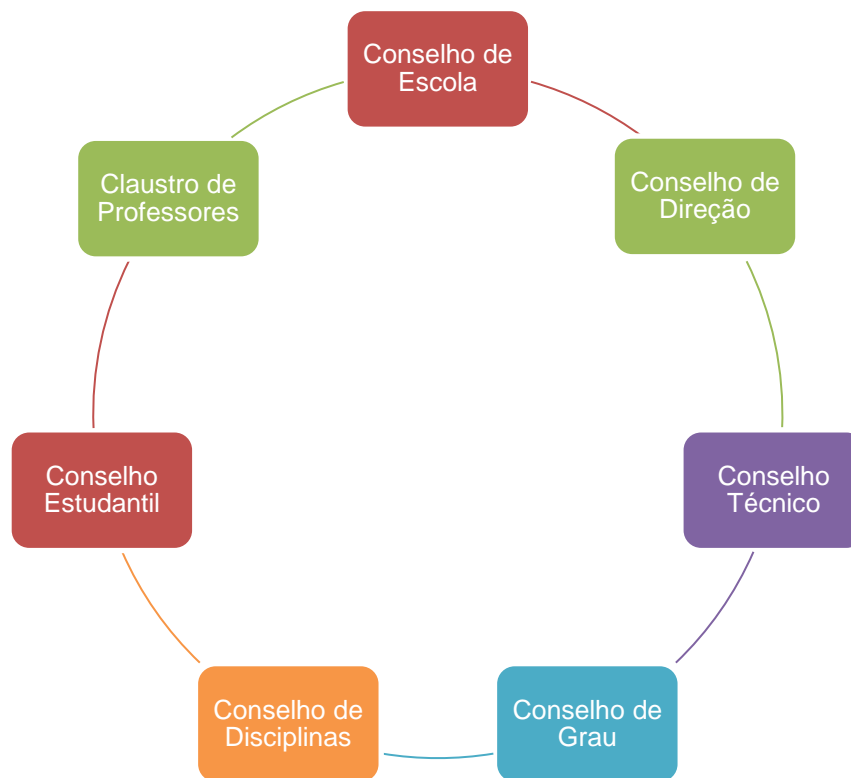 Conselho de
Escola
Conselho de
Direção
Conselho
Técnico
Conselho de
Grau
Conselho de
Disciplinas
Conselho
Estudantil
Claustro de
Professores